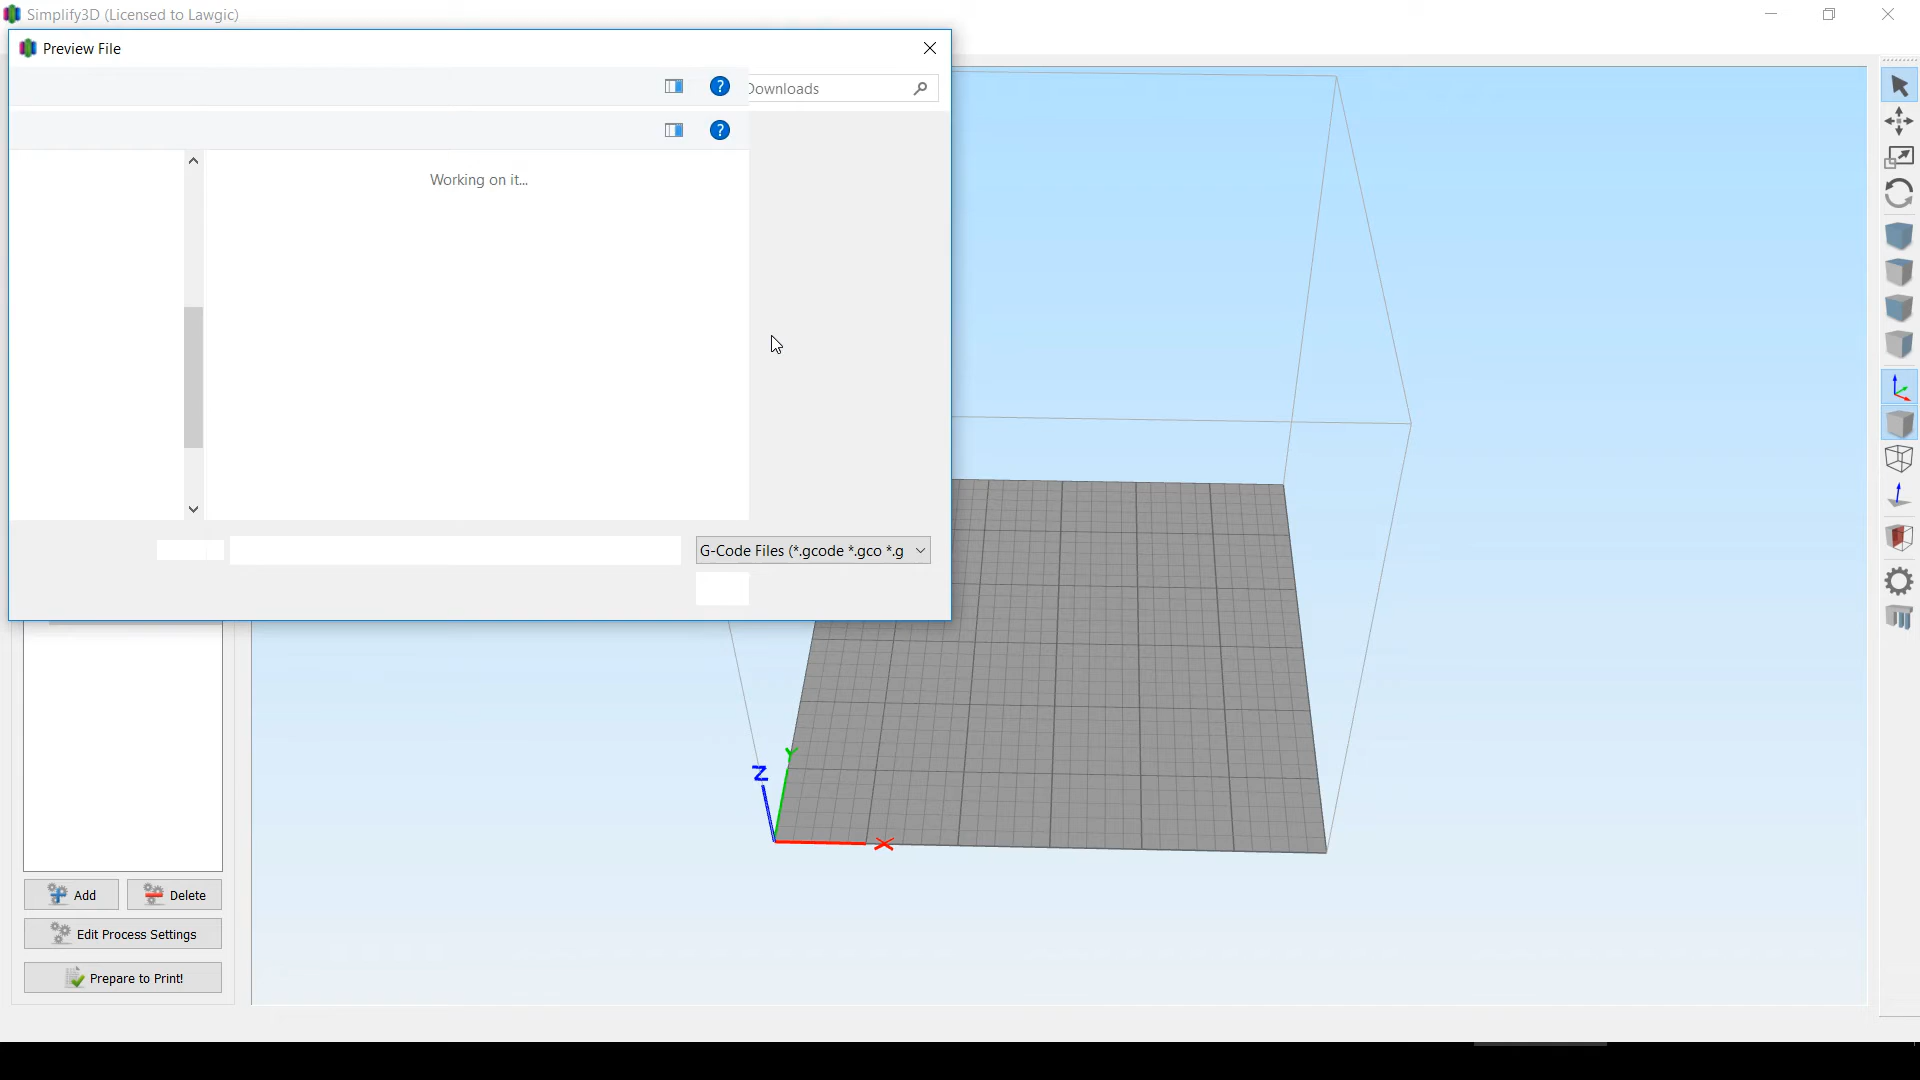 Simplify3D (Licensed to Lawgic)
Preview File
Downloads
Working on it...
G-Code Files (*.gcode *.gco *.g
Add
Delete
Edit Process Settings
Prepare to Print!
Z
Y
X